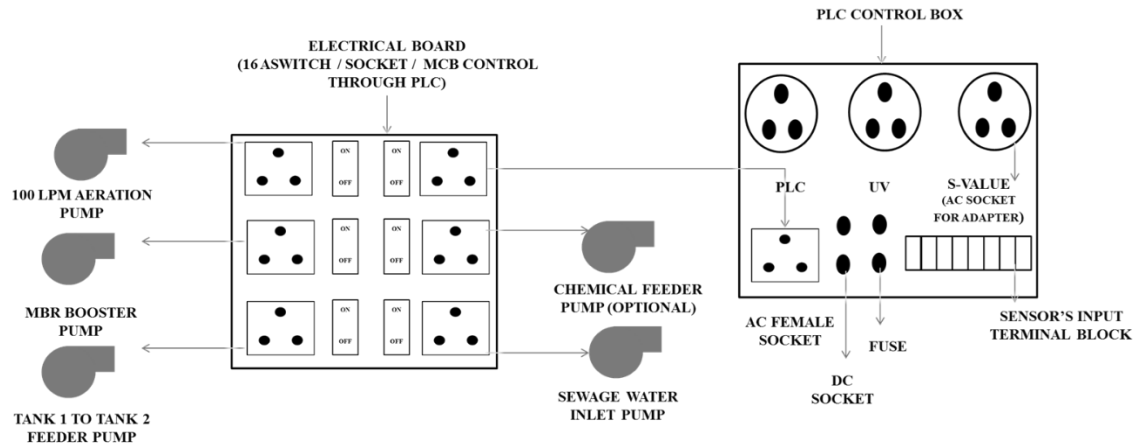 PLC CONTROL BOX
ELECTRICAL BOARD
(16 ASWITCH / SOCKET / MCB CONTROL
THROUGH PLC)
ON
OFF
ON
OFF
100 LPM AERATION
PUMP
PLC
UV
S-VALUE
(AC SOCKET
FOR ADAPTER)
ON
OFF
ON
OFF
MBR BOOSTER
PUMP
CHEMICAL FEEDER
PUMP (OPTIONAL)
AC FEMALE
SOCKET
FUSE
SENSOR'S INPUT
TERMINAL BLOCK
DC
SOCKET
ON
OFF
ON
OFF
TANK 1 TO TANK 2
FEEDER PUMP
SEWAGE WATER
INLET PUMP